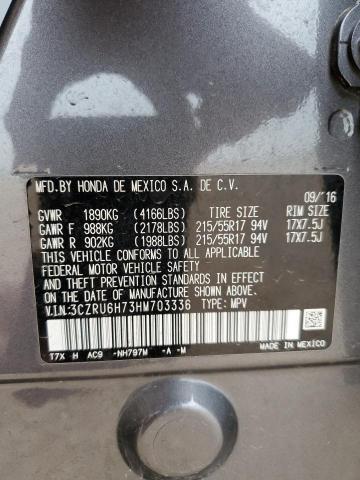 MFD.BY HONDA DE MEXICO S.A. DE C.V.
09/'16
GVWR 1890KG (4166LBS) TIRE SIZE RIM SIZE
GAWR F 988KG (2178LBS) 215/55R17 94V 17X7.5J
GAWR R 902KG (1988LBS) 215/55R17 94V 17X7.5J
THIS VEHICLE CONFORMS TO ALL APPLICABLE
FEDERAL MOTOR VEHICLE SAFETY AND THEFT
PREVENTION STANDARDS IN EFFECT ON THE DATE
OF MANUFACTURE SHOWN ABOVE.
V.I.N:3CZRU6H73HM703336 TYPE: MPV
T7X H AC9 -NH797M -A -M
MADE IN MEXICO